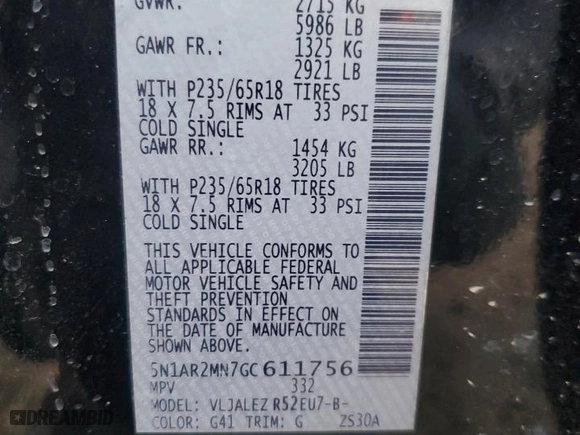 GVWR: 2715 KG
5986 LB
GAWR FR.: 1325 KG
2921 LB
WITH P235/65R18 TIRES
18 X 7.5 RIMS AT 33 PSI
COLD SINGLE
GAWR RR.: 1454 KG
3205 LB
WITH P235/65R18 TIRES
18 X 7.5 RIMS AT 33 PSI
COLD SINGLE
THIS VEHICLE CONFORMS TO
ALL APPLICABLE FEDERAL
MOTOR VEHICLE SAFETY AND
THEFT PREVENTION
STANDARDS IN EFFECT ON
THE DATE OF MANUFACTURE
SHOWN ABOVE.
5N1AR2MN7GC611756
MPV 332
MODEL: VLJALEZ R52EU7-B-
COLOR: G41 TRIM: G ZS30A
© bid.cars